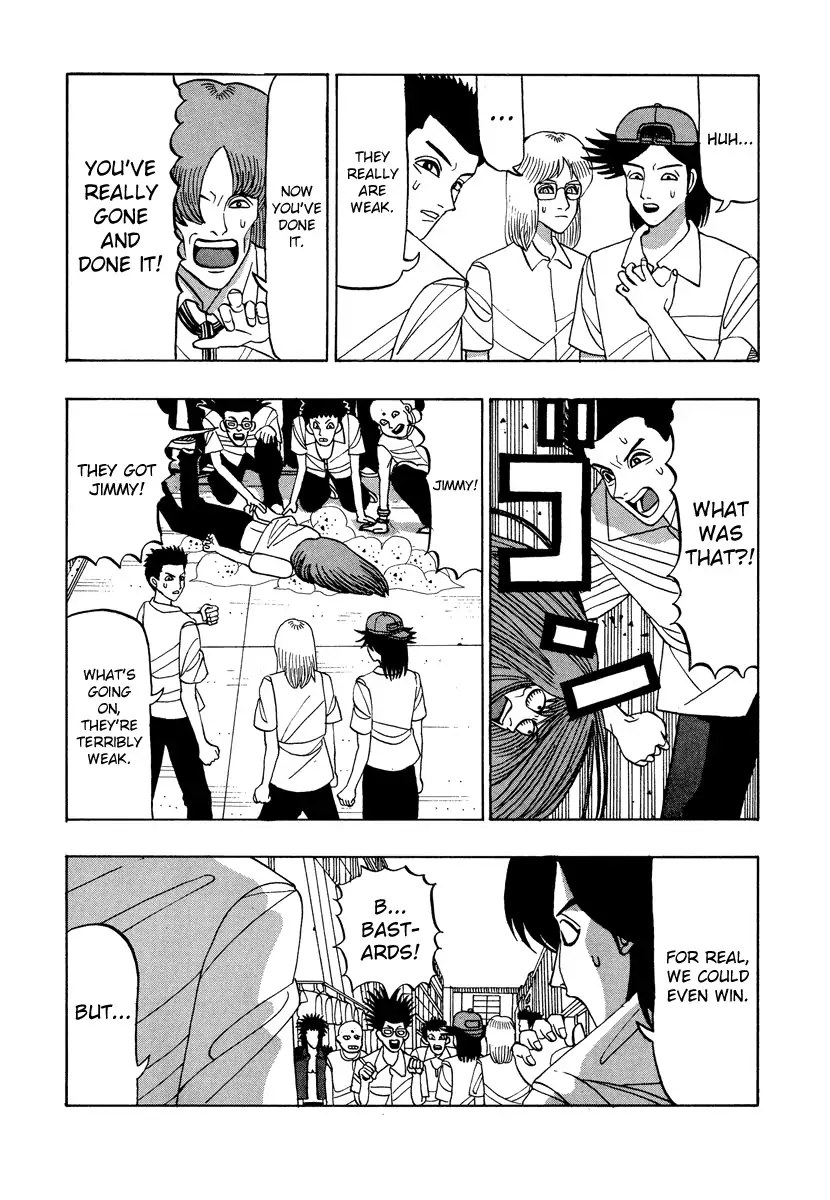 HUH...
...
THEY
REALLY
ARE
WEAK.
NOW
YOU'VE
DONE
IT.
YOU'VE
REALLY
GONE
AND
DONE IT!
WHAT
WAS
THAT?!
ゴン
JIMMY!
THEY GOT
JIMMY!
WHAT'S
GOING
ON,
THEY'RE
TERRIBLY
WEAK.
FOR REAL,
WE COULD
EVEN WIN.
B...
BAST-
ARDS!
BUT...